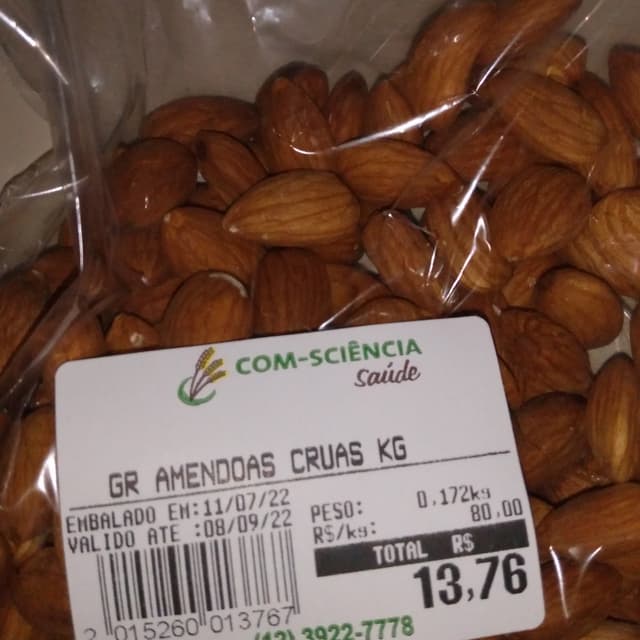 COM-SCIÊNCIA
Saúde
GR AMENDOAS CRUAS KG
EMBALADO EM:11/07/22
VALIDO ATE :08/09/22
PESO: 0,172kg
R$/kg: 80,00
TOTAL R$
13,76
2 015260 013767
(12) 3922-7778